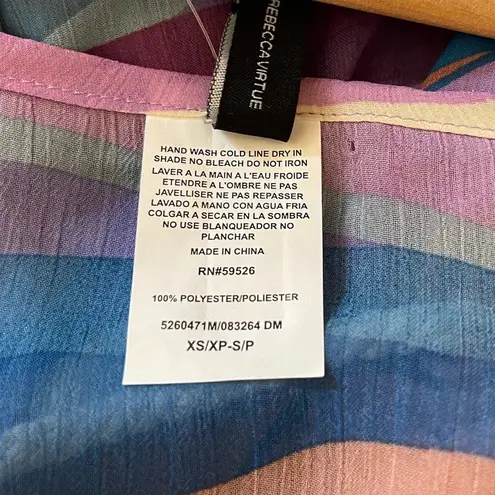 REBECCA VIRTUE
HAND WASH COLD LINE DRY IN
SHADE NO BLEACH DO NOT IRON
LAVER A LA MAIN A L'EAU FROIDE
ETENDRE A L'OMBRE NE PAS
JAVELLISER NE PAS REPASSER
LAVADO A MANO CON AGUA FRIA
COLGAR A SECAR EN LA SOMBRA
NO USE BLANQUEADOR NO
PLANCHAR
MADE IN CHINA
RN#59526
100% POLYESTER/POLIESTER
5260471M/083264 DM
XS/XP-S/P